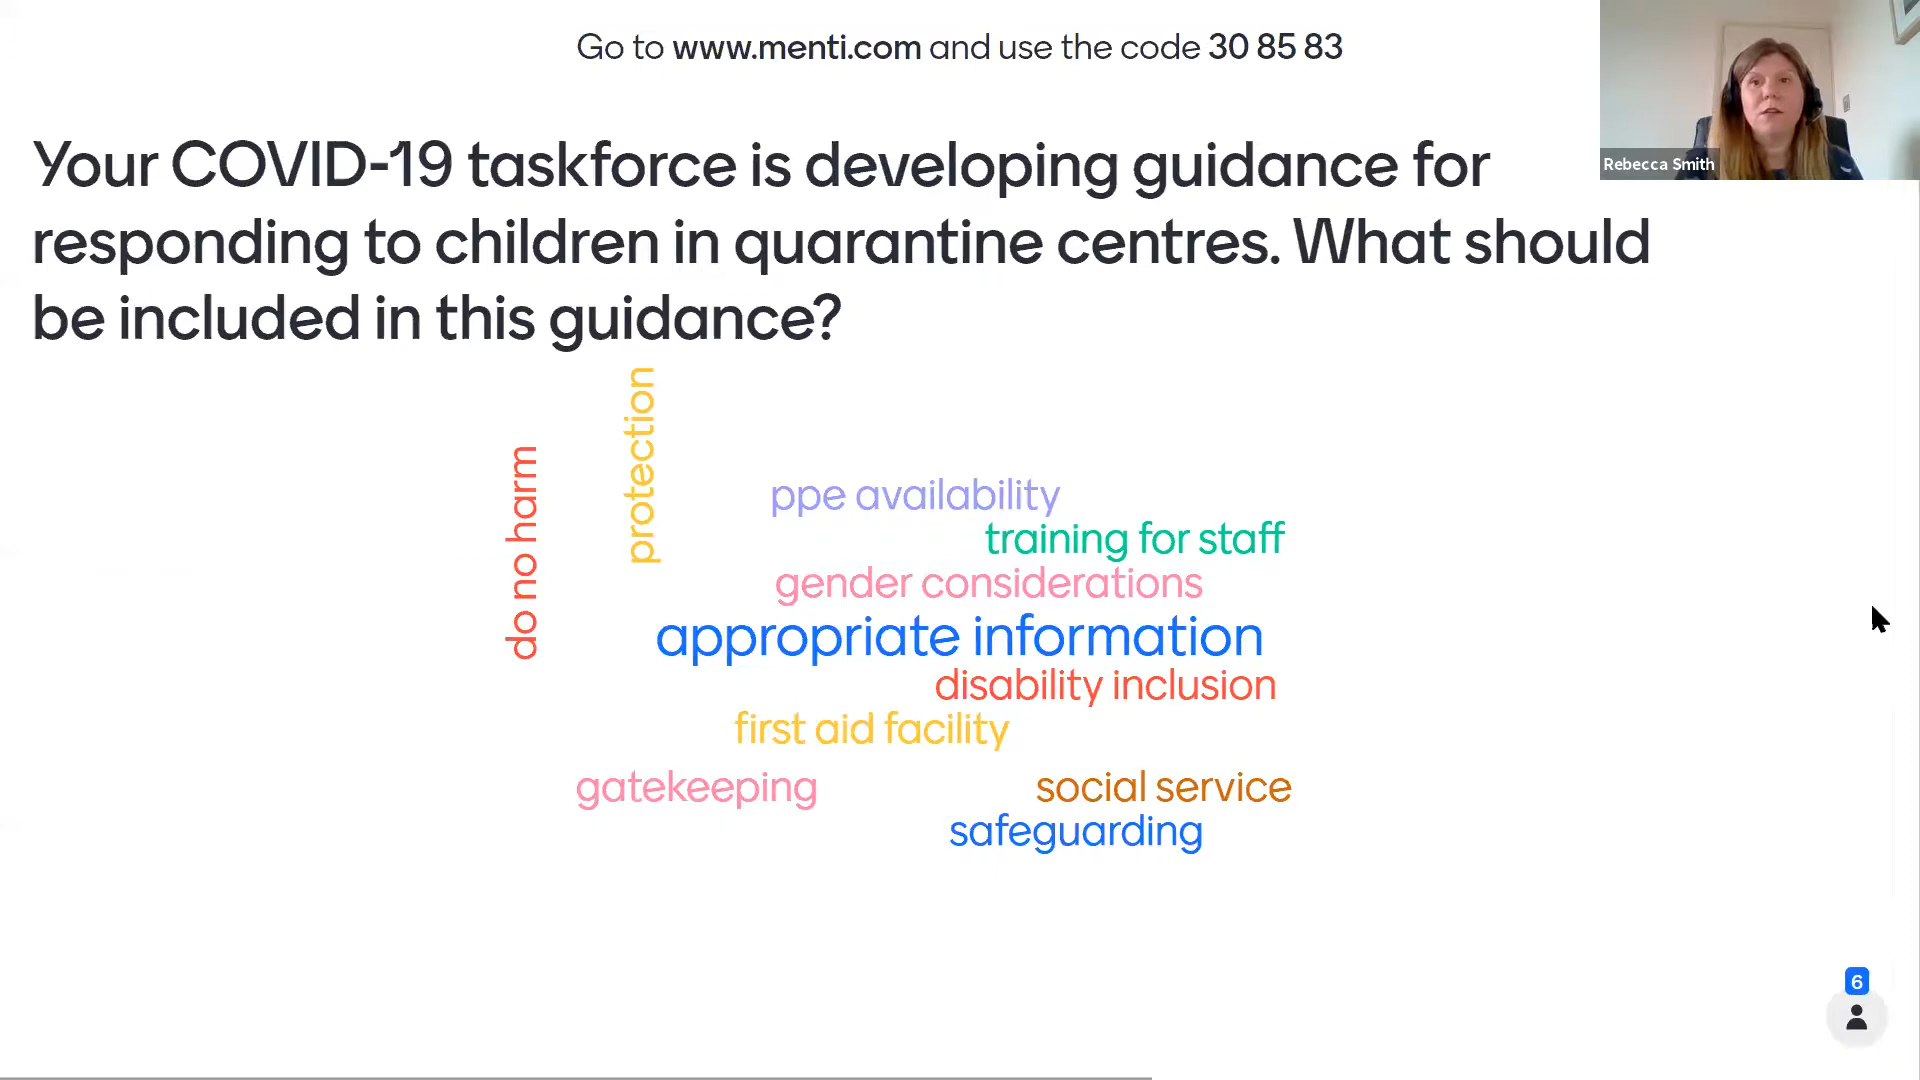 Go to www.menti.com and use the code 30 85 83
Rebecca Smith
Your COVID-19 taskforce is developing guidance for
responding to children in quarantine centres. What should
be included in this guidance?
protection
do no harm
ppe availability
training for staff
gender considerations
appropriate information
disability inclusion
first aid facility
gatekeeping
social service
safeguarding
6